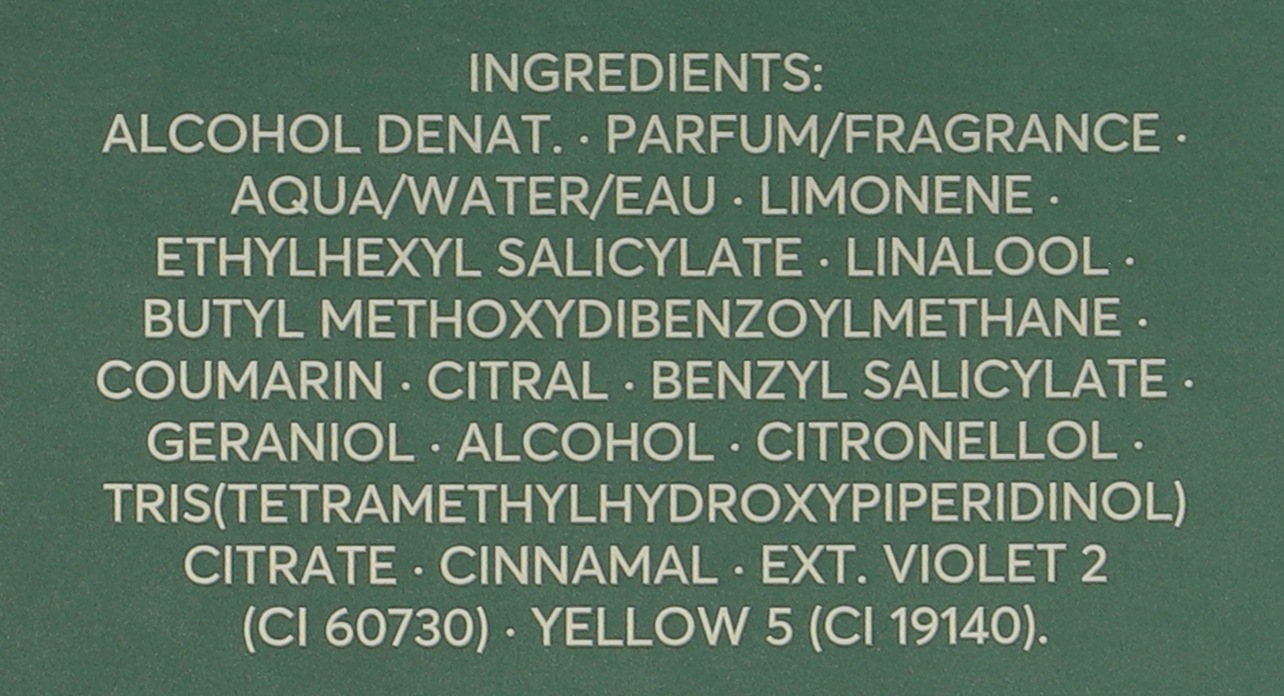 INGREDIENTS:
ALCOHOL DENAT. · PARFUM/FRAGRANCE ·
AQUA/WATER/EAU · LIMONENE ·
ETHYLHEXYL SALICYLATE · LINALOOL ·
BUTYL METHOXYDIBENZOYLMETHANE ·
COUMARIN · CITRAL · BENZYL SALICYLATE ·
GERANIOL · ALCOHOL · CITRONELLOL ·
TRIS(TETRAMETHYLHYDROXYPIPERIDINOL)
CITRATE · CINNAMAL · EXT. VIOLET 2
(CI 60730) · YELLOW 5 (CI 19140).